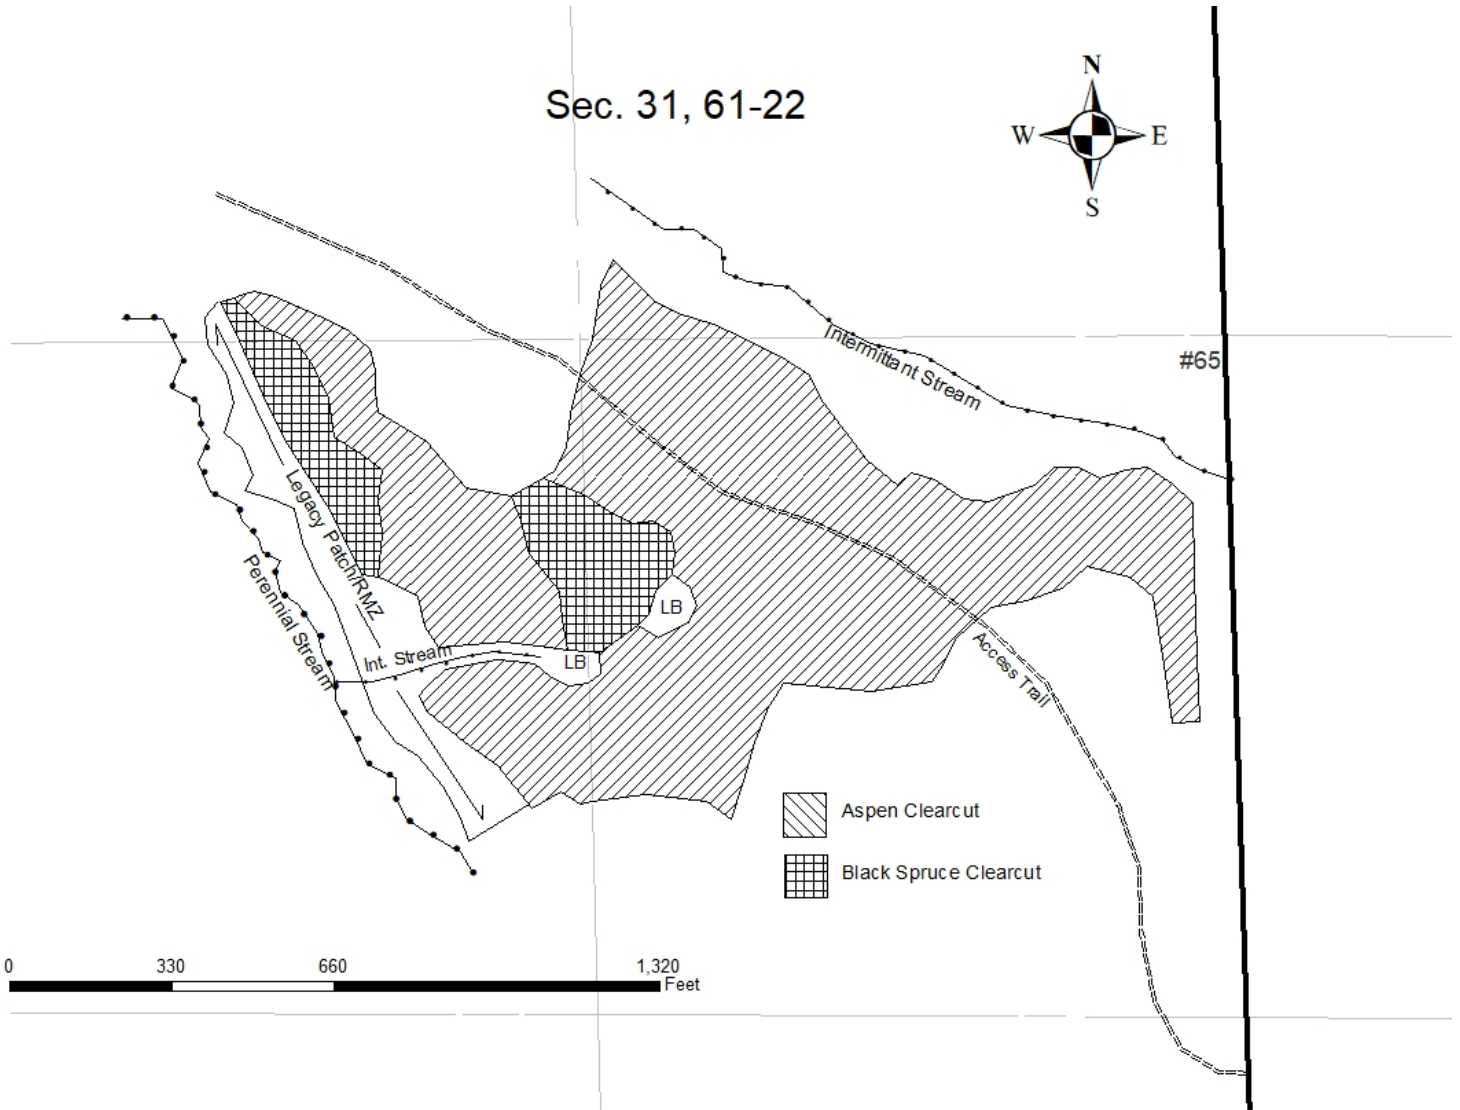 Sec. 31, 61-22
N
W E
S
Intermittant Stream
#65
Legacy Patch/RMZ
Perennial Stream
LB
Int. Stream
LB
Access Trail
Aspen Clearcut
Black Spruce Clearcut
0 330 660 1,320
Feet